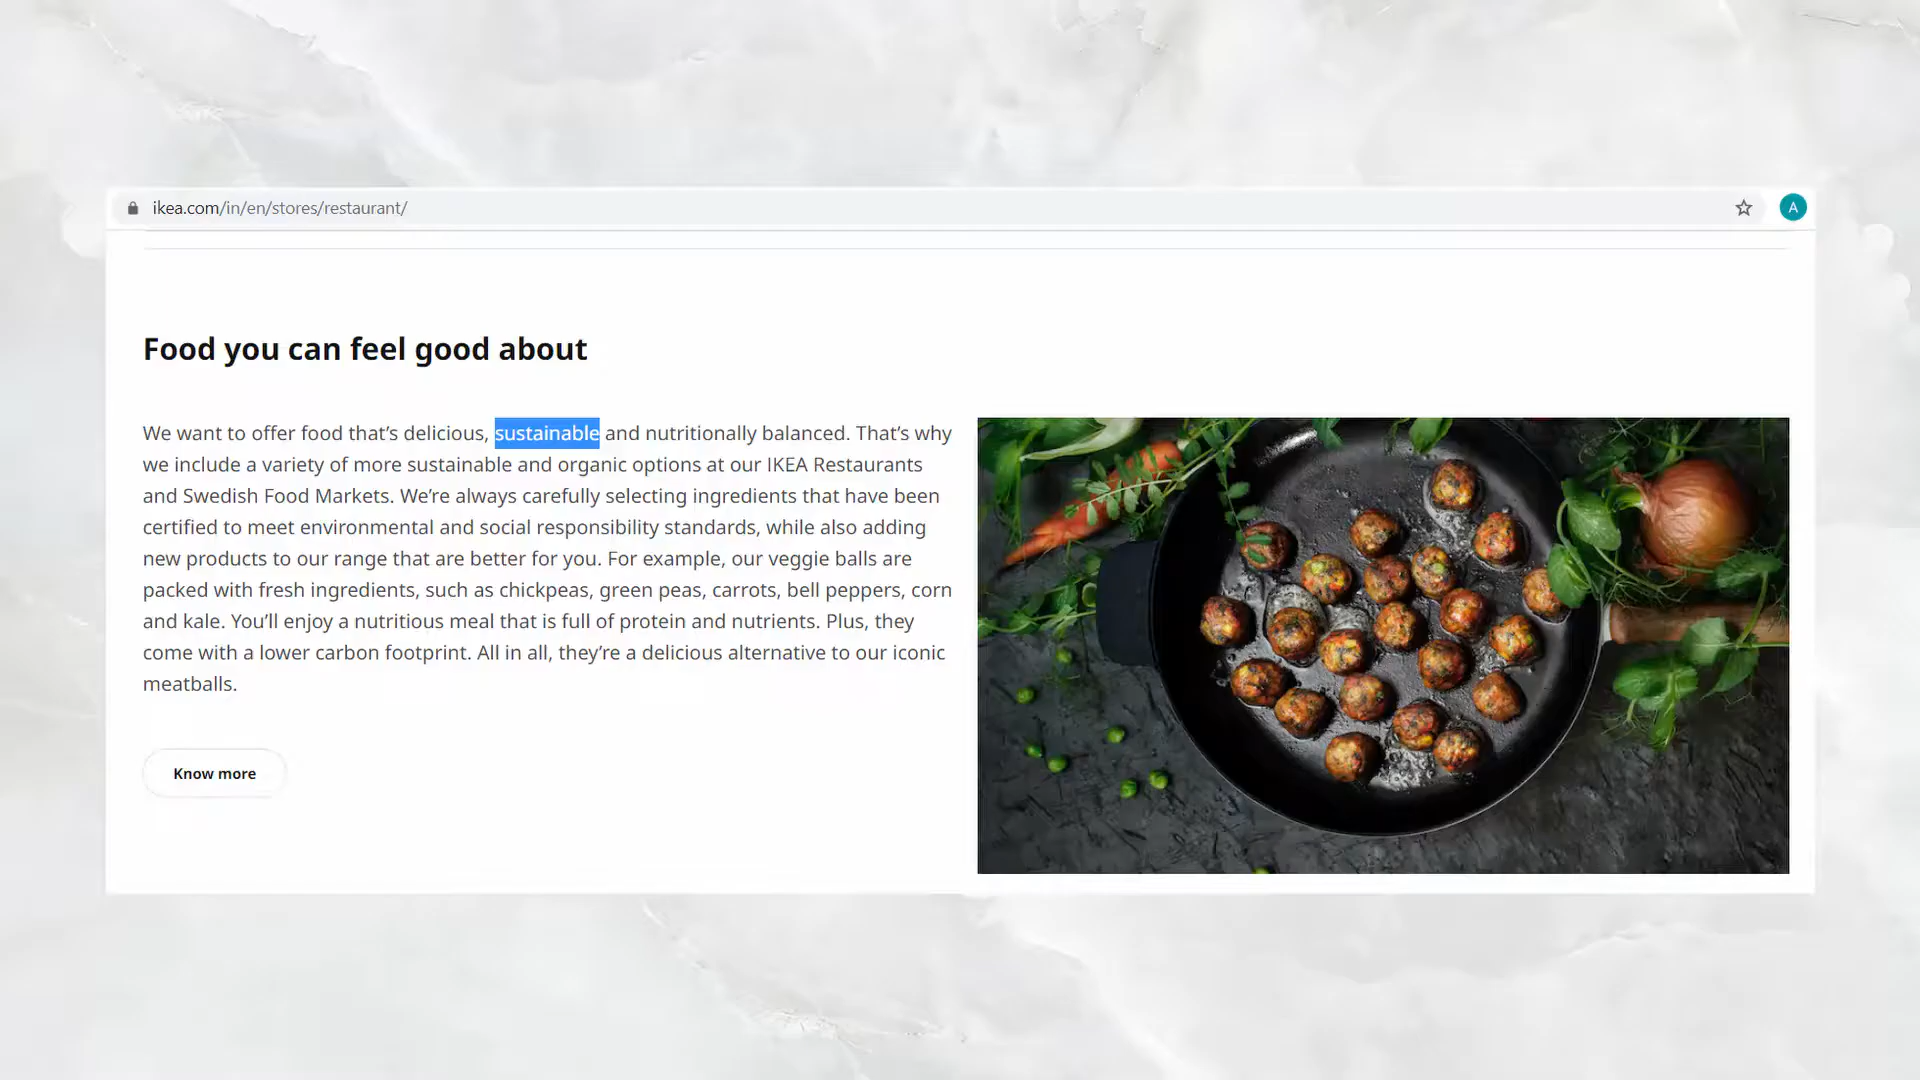 ikea.com/in/en/stores/restaurant/
A
Food you can feel good about
We want to offer food that’s delicious, sustainable and nutritionally balanced. That’s why
we include a variety of more sustainable and organic options at our IKEA Restaurants
and Swedish Food Markets. We’re always carefully selecting ingredients that have been
certified to meet environmental and social responsibility standards, while also adding
new products to our range that are better for you. For example, our veggie balls are
packed with fresh ingredients, such as chickpeas, green peas, carrots, bell peppers, corn
and kale. You’ll enjoy a nutritious meal that is full of protein and nutrients. Plus, they
come with a lower carbon footprint. All in all, they’re a delicious alternative to our iconic
meatballs.
Know more